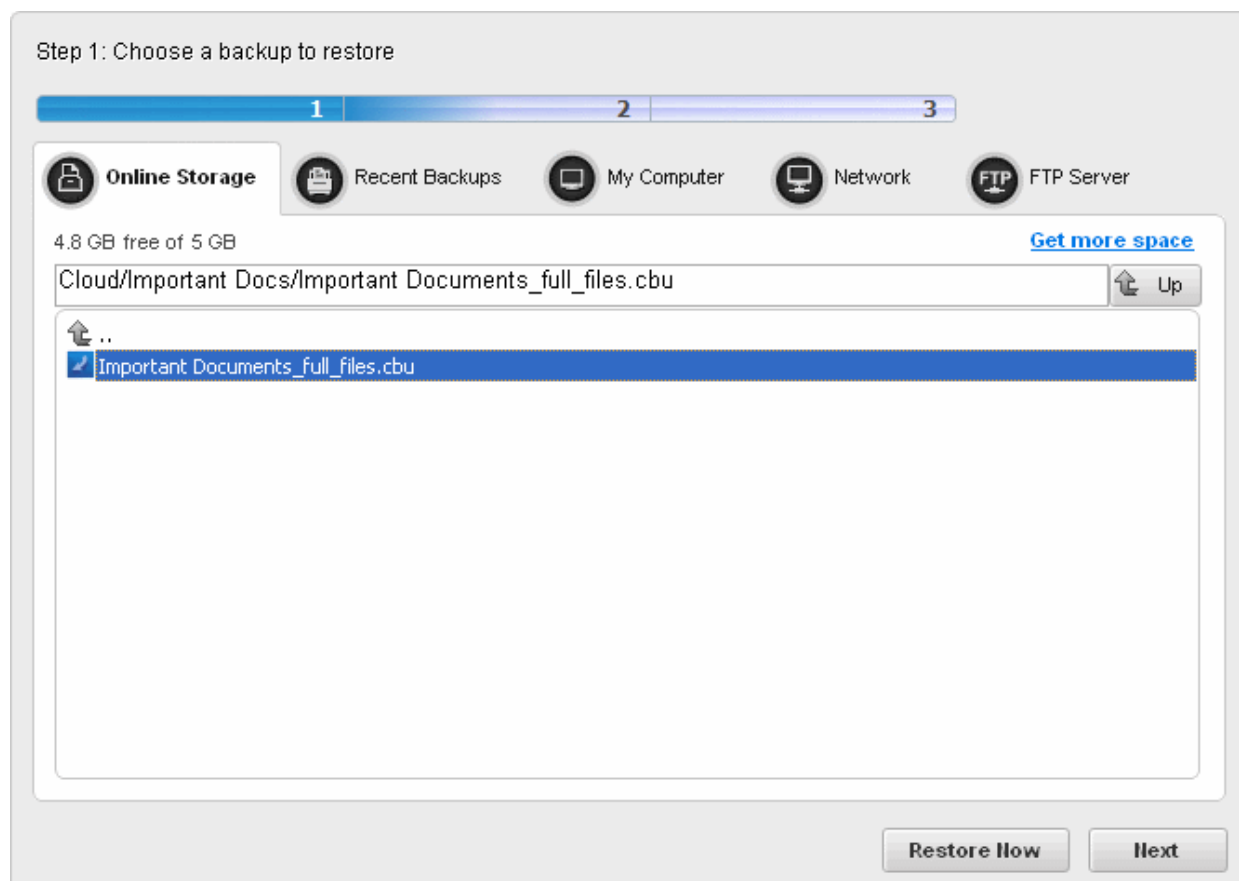 Step 1: Choose a backup to restore
1 2 3
Online Storage Recent Backups My Computer Network FTP FTP Server
4.8 GB free of 5 GB Get more space
Cloud/Important Docs/Important Documents_full_files.cbu Up
..
Important Documents_full_files.cbu
Restore Now Next